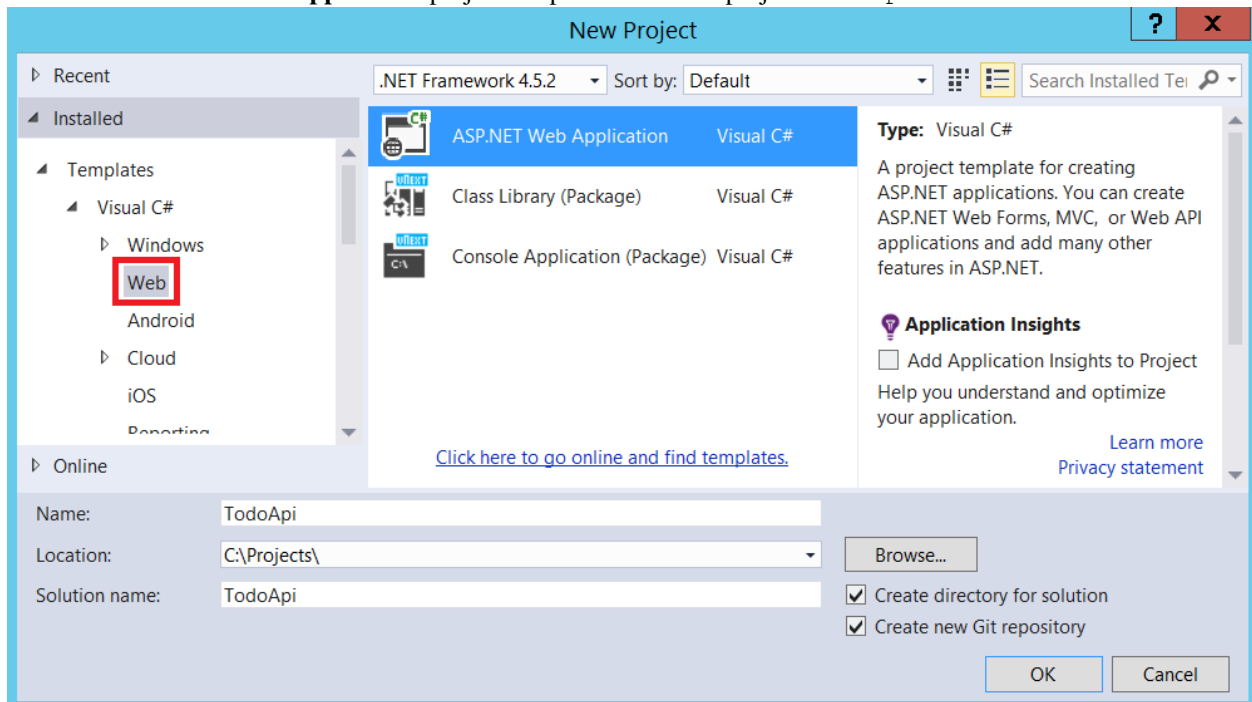 New Project
?
X
Recent
.NET Framework 4.5.2
Sort by:
Default
Search Installed Te
Installed
Templates
Visual C#
Windows
Web
Android
Cloud
iOS
Reporting
Online
C#
ASP.NET Web Application
Visual C#
vNEXT
Class Library (Package)
Visual C#
vNEXT
C:\
Console Application (Package)
Visual C#
Click here to go online and find templates.
Type: Visual C#
A project template for creating
ASP.NET applications. You can create
ASP.NET Web Forms, MVC, or Web API
applications and add many other
features in ASP.NET.
Application Insights
Add Application Insights to Project
Help you understand and optimize
your application.
Learn more
Privacy statement
Name:
TodoApi
Location:
C:\Projects\
Browse...
Solution name:
TodoApi
Create directory for solution
Create new Git repository
OK
Cancel